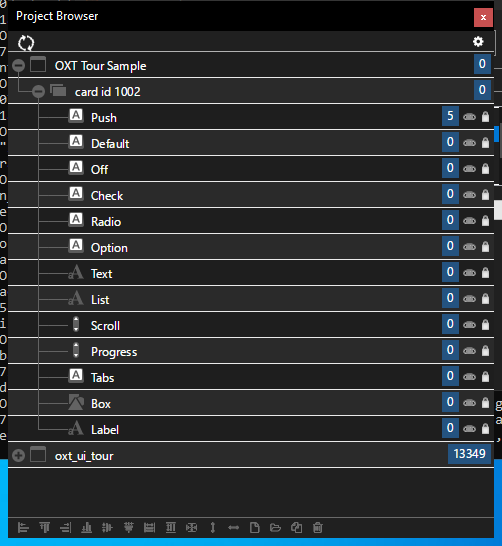 Project Browser x
OXT Tour Sample 0
card id 1002 0
A Push 5
A Default 0
A Off 0
A Check 0
A Radio 0
A Option 0
A Text 0
A List 0
Scroll 0
Progress 0
A Tabs 0
Box 0
A Label 0
oxt_ui_tour 13349